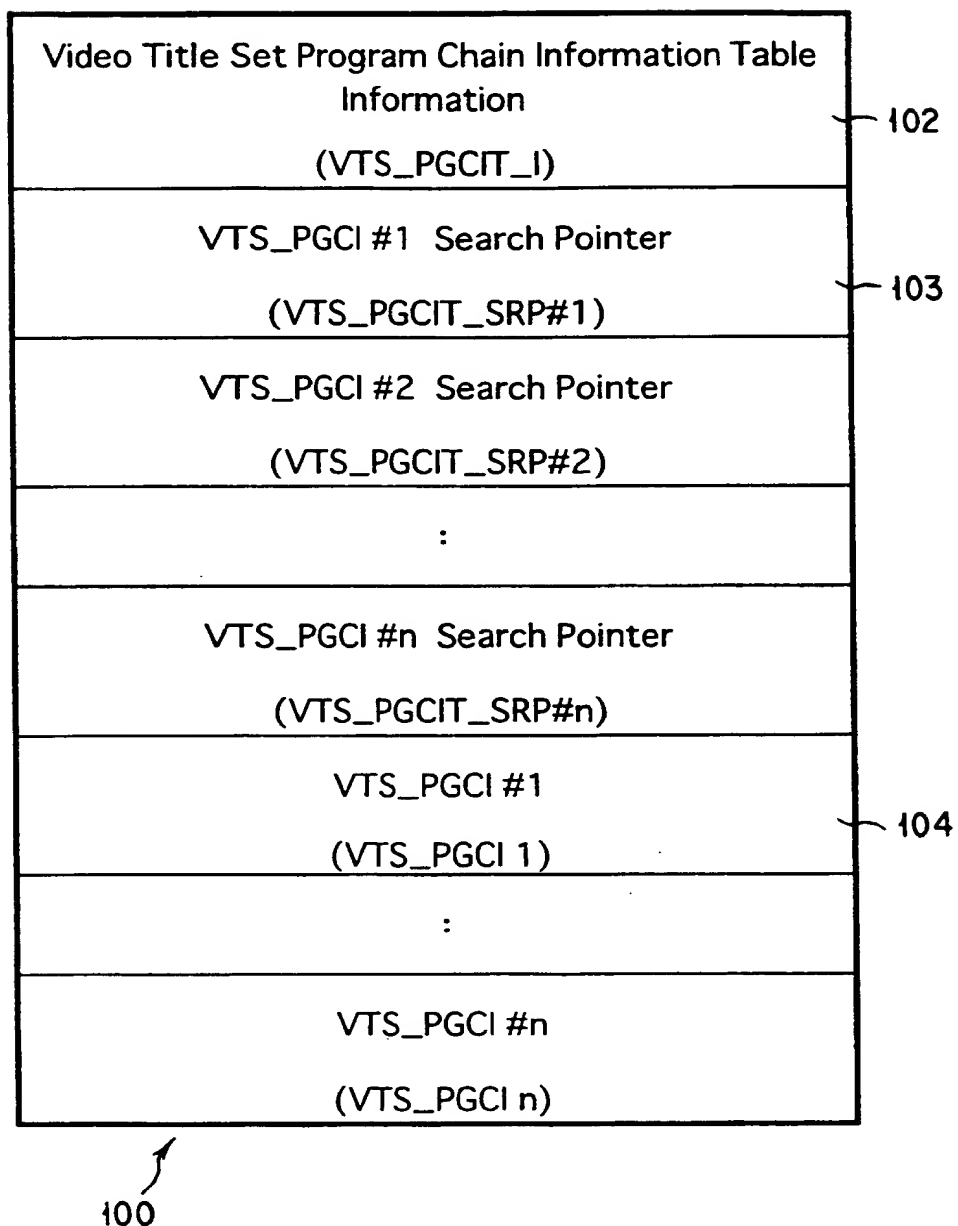 Video Title Set Program Chain Information Table
Information
(VTS_PGCIT_I)
102
VTS_PGCI #1 Search Pointer
(VTS_PGCIT_SRP#1)
103
VTS_PGCI #2 Search Pointer
(VTS_PGCIT_SRP#2)
:
VTS_PGCI #n Search Pointer
(VTS_PGCIT_SRP#n)
VTS_PGCI #1
(VTS_PGCI 1)
104
:
VTS_PGCI #n
(VTS_PGCI n)
100